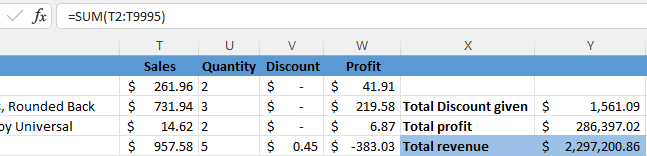 fx =SUM(T2:T9995)
T U V W X Y
Sales Quantity Discount Profit
$ 261.96 2 $ - $ 41.91
, Rounded Back $ 731.94 3 $ - $ 219.58 Total Discount given $ 1,561.09
by Universal $ 14.62 2 $ - $ 6.87 Total profit $ 286,397.02
$ 957.58 5 $ 0.45 $ -383.03 Total revenue $ 2,297,200.86